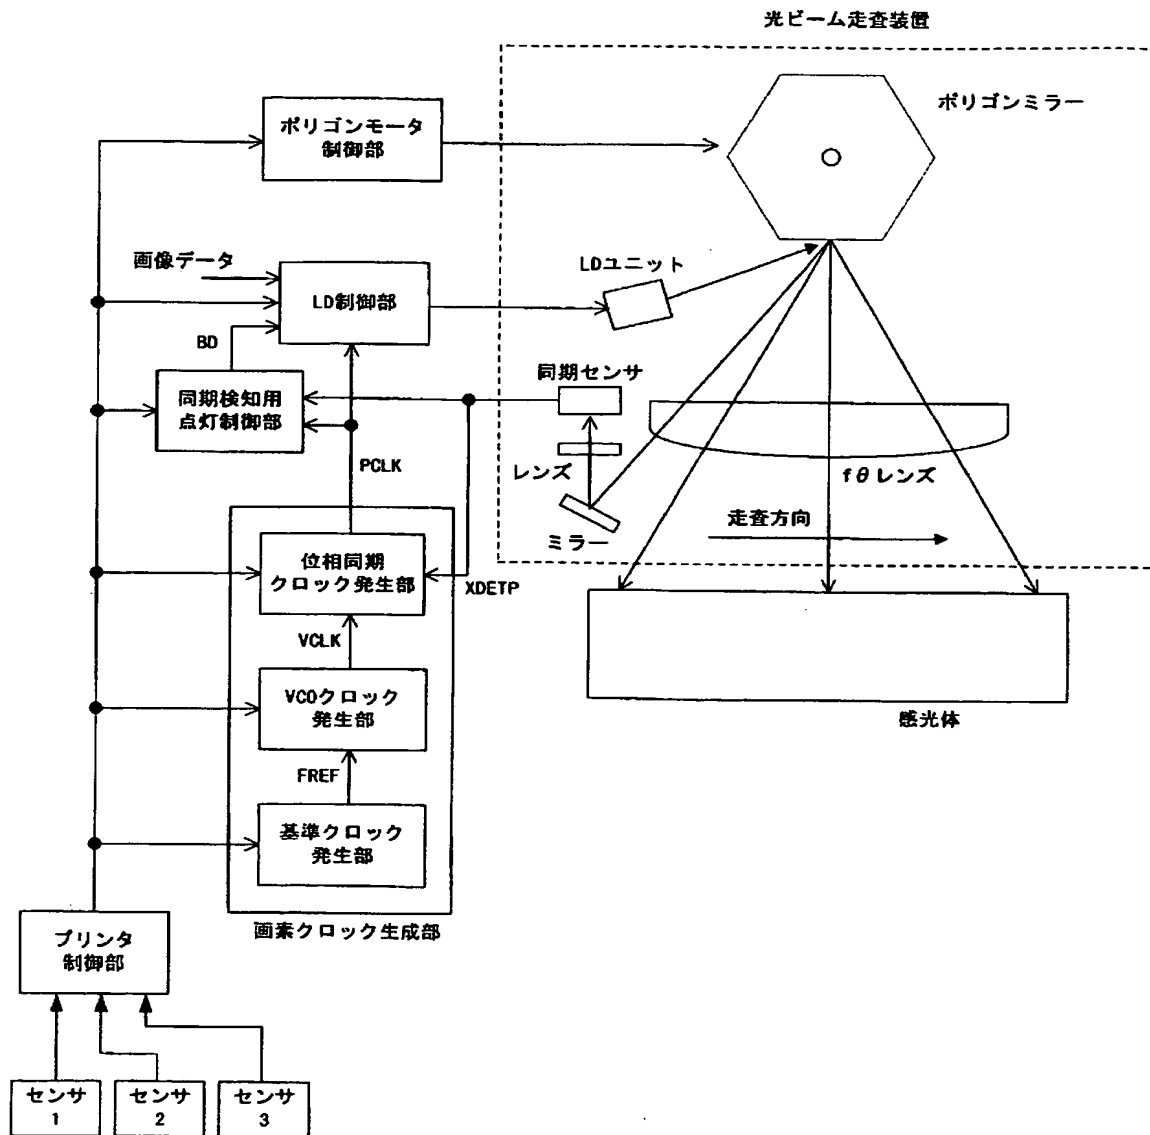 光ビーム走査装置
ポリゴンミラー
ポリゴンモータ
制御部
画像データ
LDユニット
LD制御部
BD
同期センサ
同期検知用
点灯制御部
PCLK
レンズ
fθレンズ
走査方向
ミラー
位相同期
クロック発生部
XDETP
VCLK
VCOクロック
発生部
感光体
FREF
基準クロック
発生部
画素クロック生成部
プリンタ
制御部
センサ
1
センサ
2
センサ
3